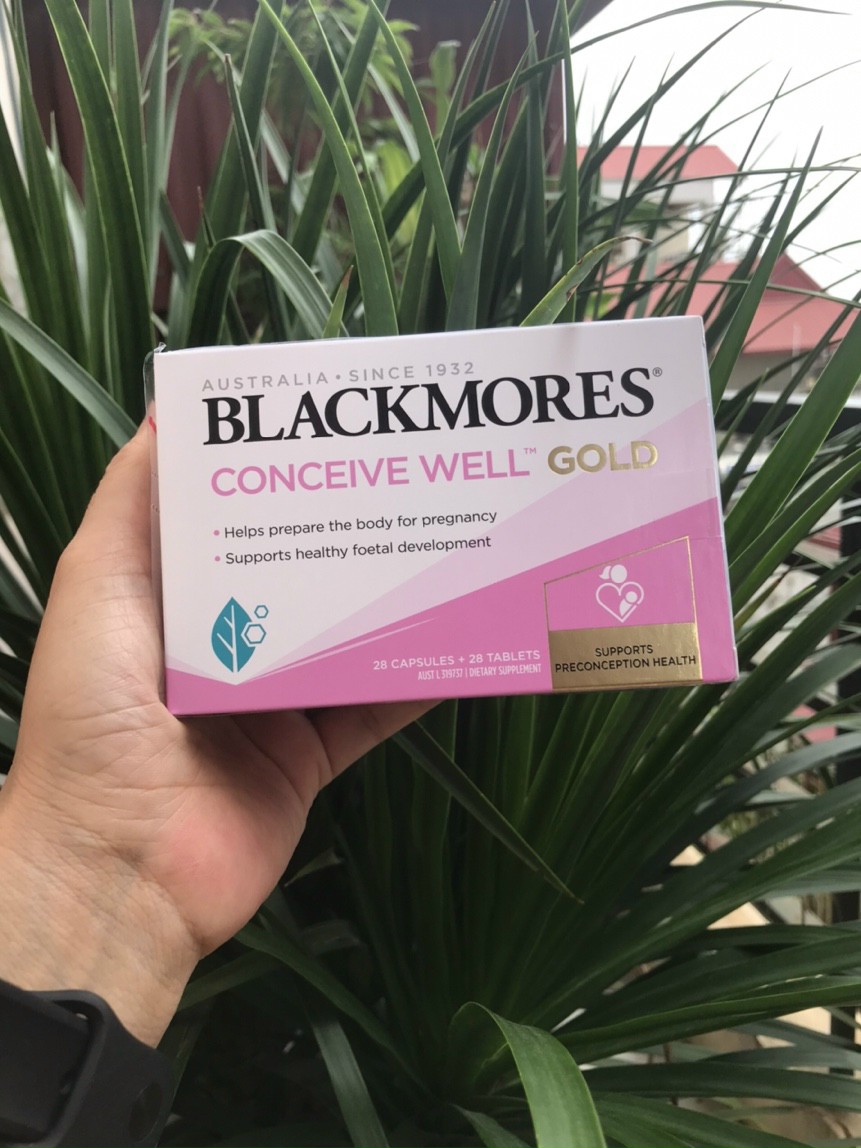 AUSTRALIA • SINCE 1932
BLACKMORES®
CONCEIVE WELL™ GOLD
• Helps prepare the body for pregnancy
• Supports healthy foetal development
28 CAPSULES + 28 TABLETS
AUST L 319737 | DIETARY SUPPLEMENT
SUPPORTS
PRECONCEPTION HEALTH